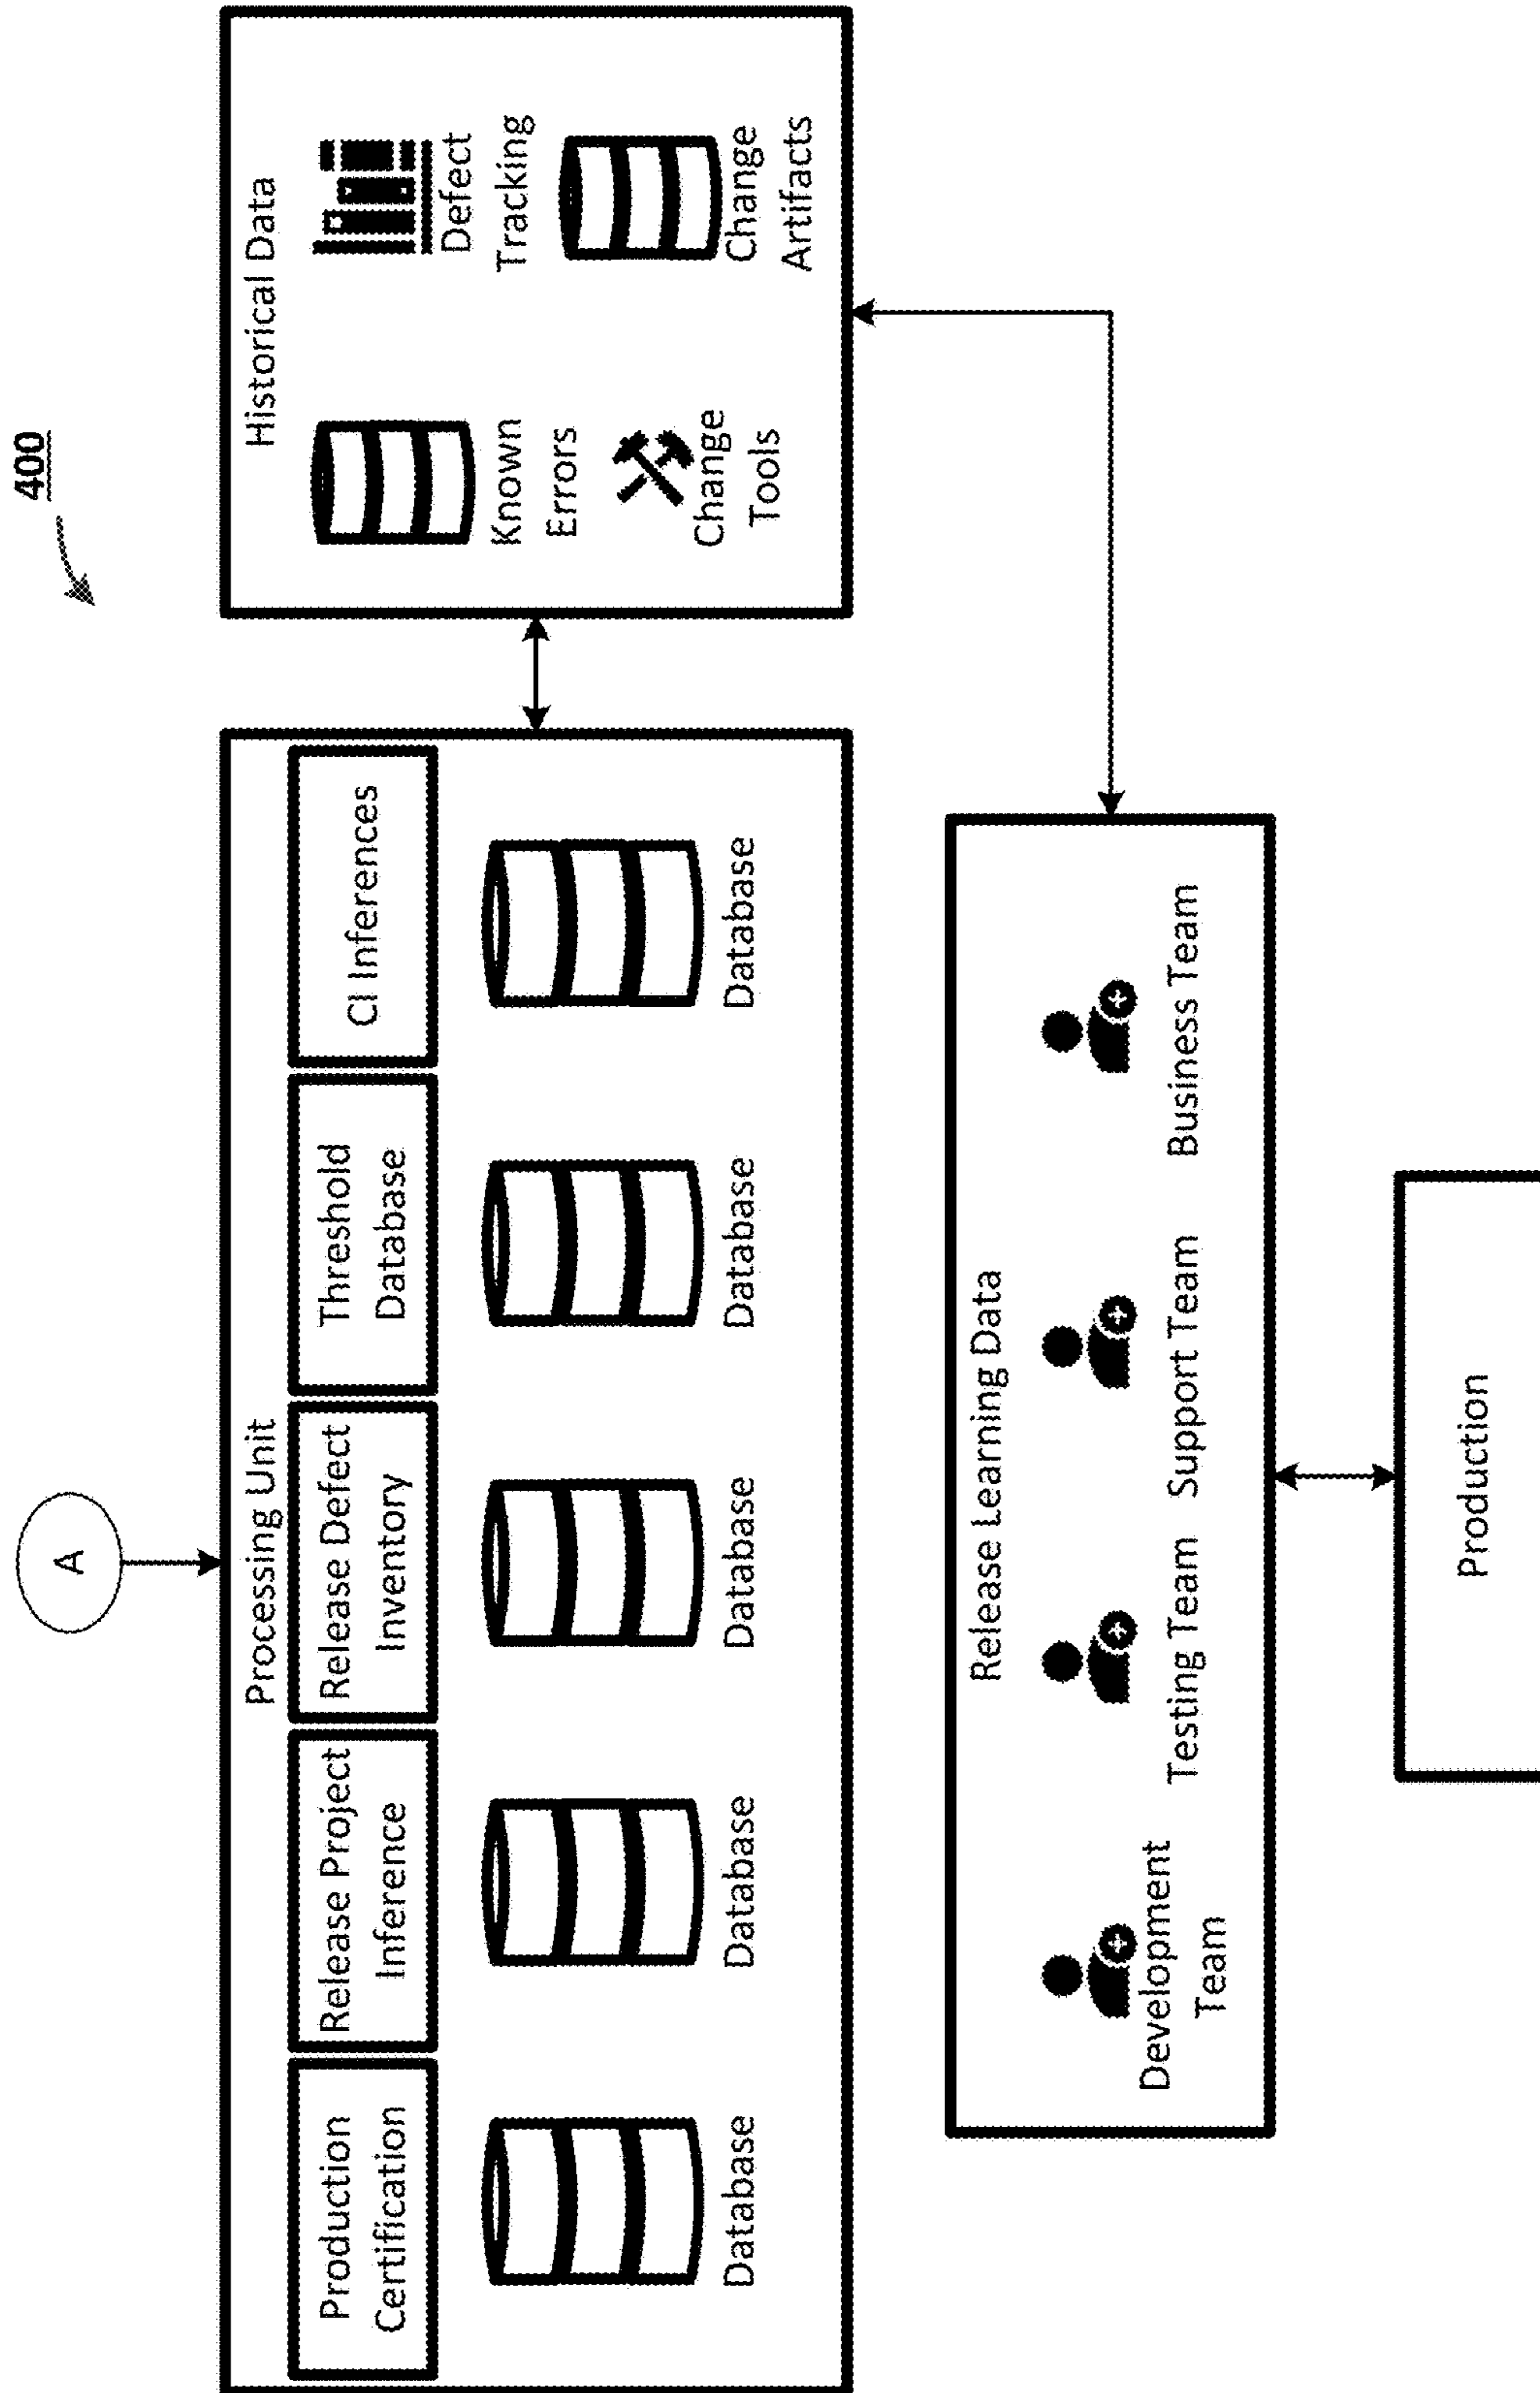 400
A
Processing Unit
Production
Certification
Release Project
Inference
Release Defect
Inventory
Threshold
Database
CI Inferences
Database
Database
Database
Database
Database
Historical Data
Known
Errors
Defect
Tracking
Change
Tools
Change
Artifacts
Release Learning Data
Development
Team
Testing Team
Support Team
Business Team
Production